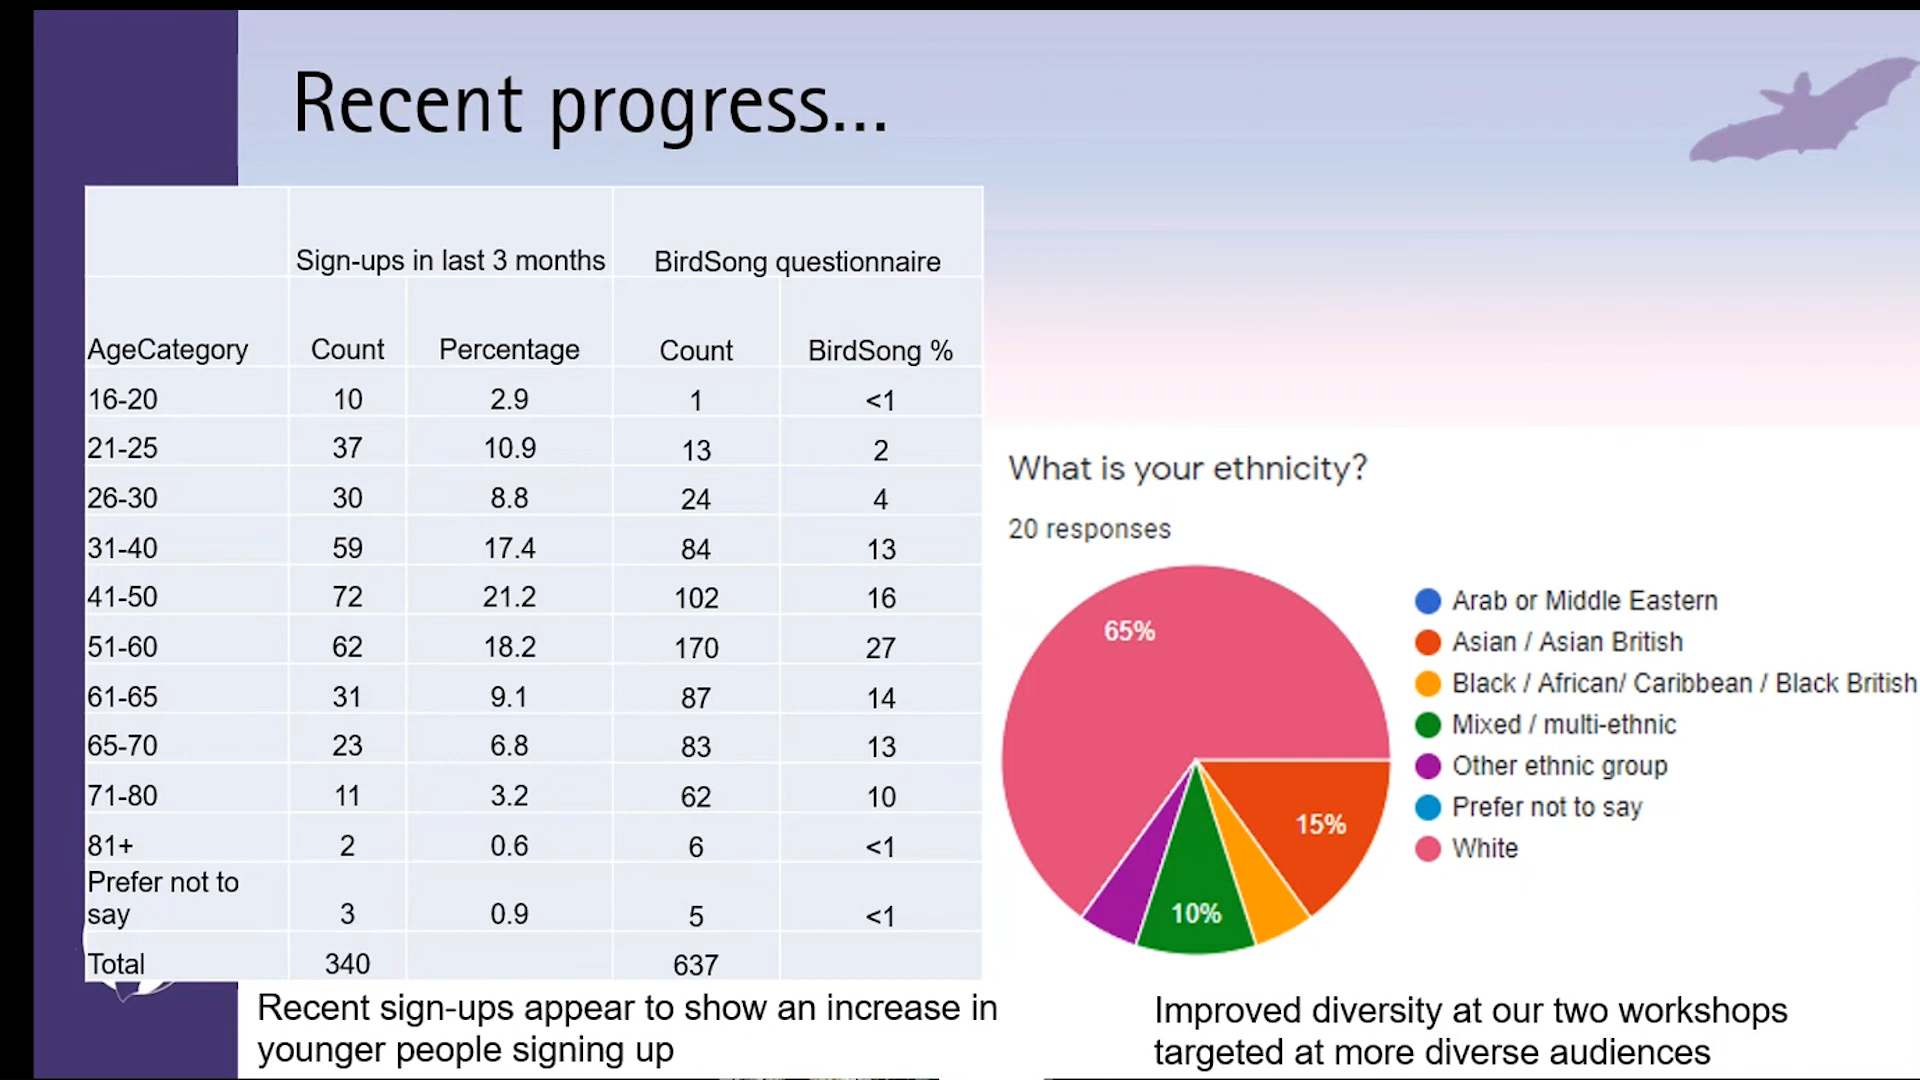 Recent progress...
Sign-ups in last 3 months BirdSong questionnaire
AgeCategory Count Percentage Count BirdSong %
16-20 10 2.9 1 <1
21-25 37 10.9 13 2
26-30 30 8.8 24 4
31-40 59 17.4 84 13
41-50 72 21.2 102 16
51-60 62 18.2 170 27
61-65 31 9.1 87 14
65-70 23 6.8 83 13
71-80 11 3.2 62 10
81+ 2 0.6 6 <1
Prefer not to
say 3 0.9 5 <1
Total 340 637
Recent sign-ups appear to show an increase in
younger people signing up
What is your ethnicity?
20 responses
65%
15%
10%
Arab or Middle Eastern
Asian / Asian British
Black / African/ Caribbean / Black British
Mixed / multi-ethnic
Other ethnic group
Prefer not to say
White
Improved diversity at our two workshops
targeted at more diverse audiences